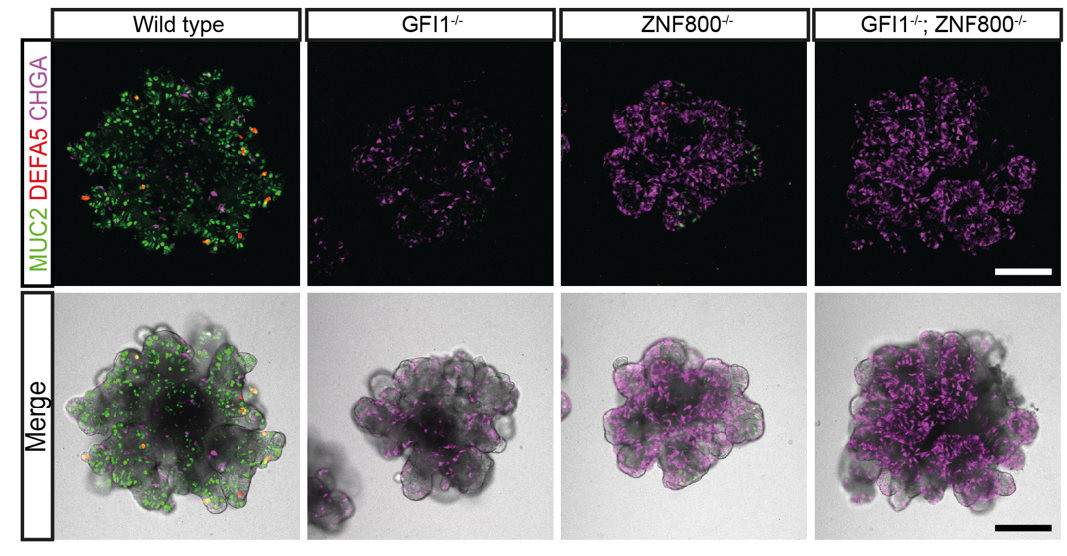 Wild type
GFI1-/-
ZNF800-/-
GFI1-/-; ZNF800-/-
MUC2 DEFA5 CHGA
Merge